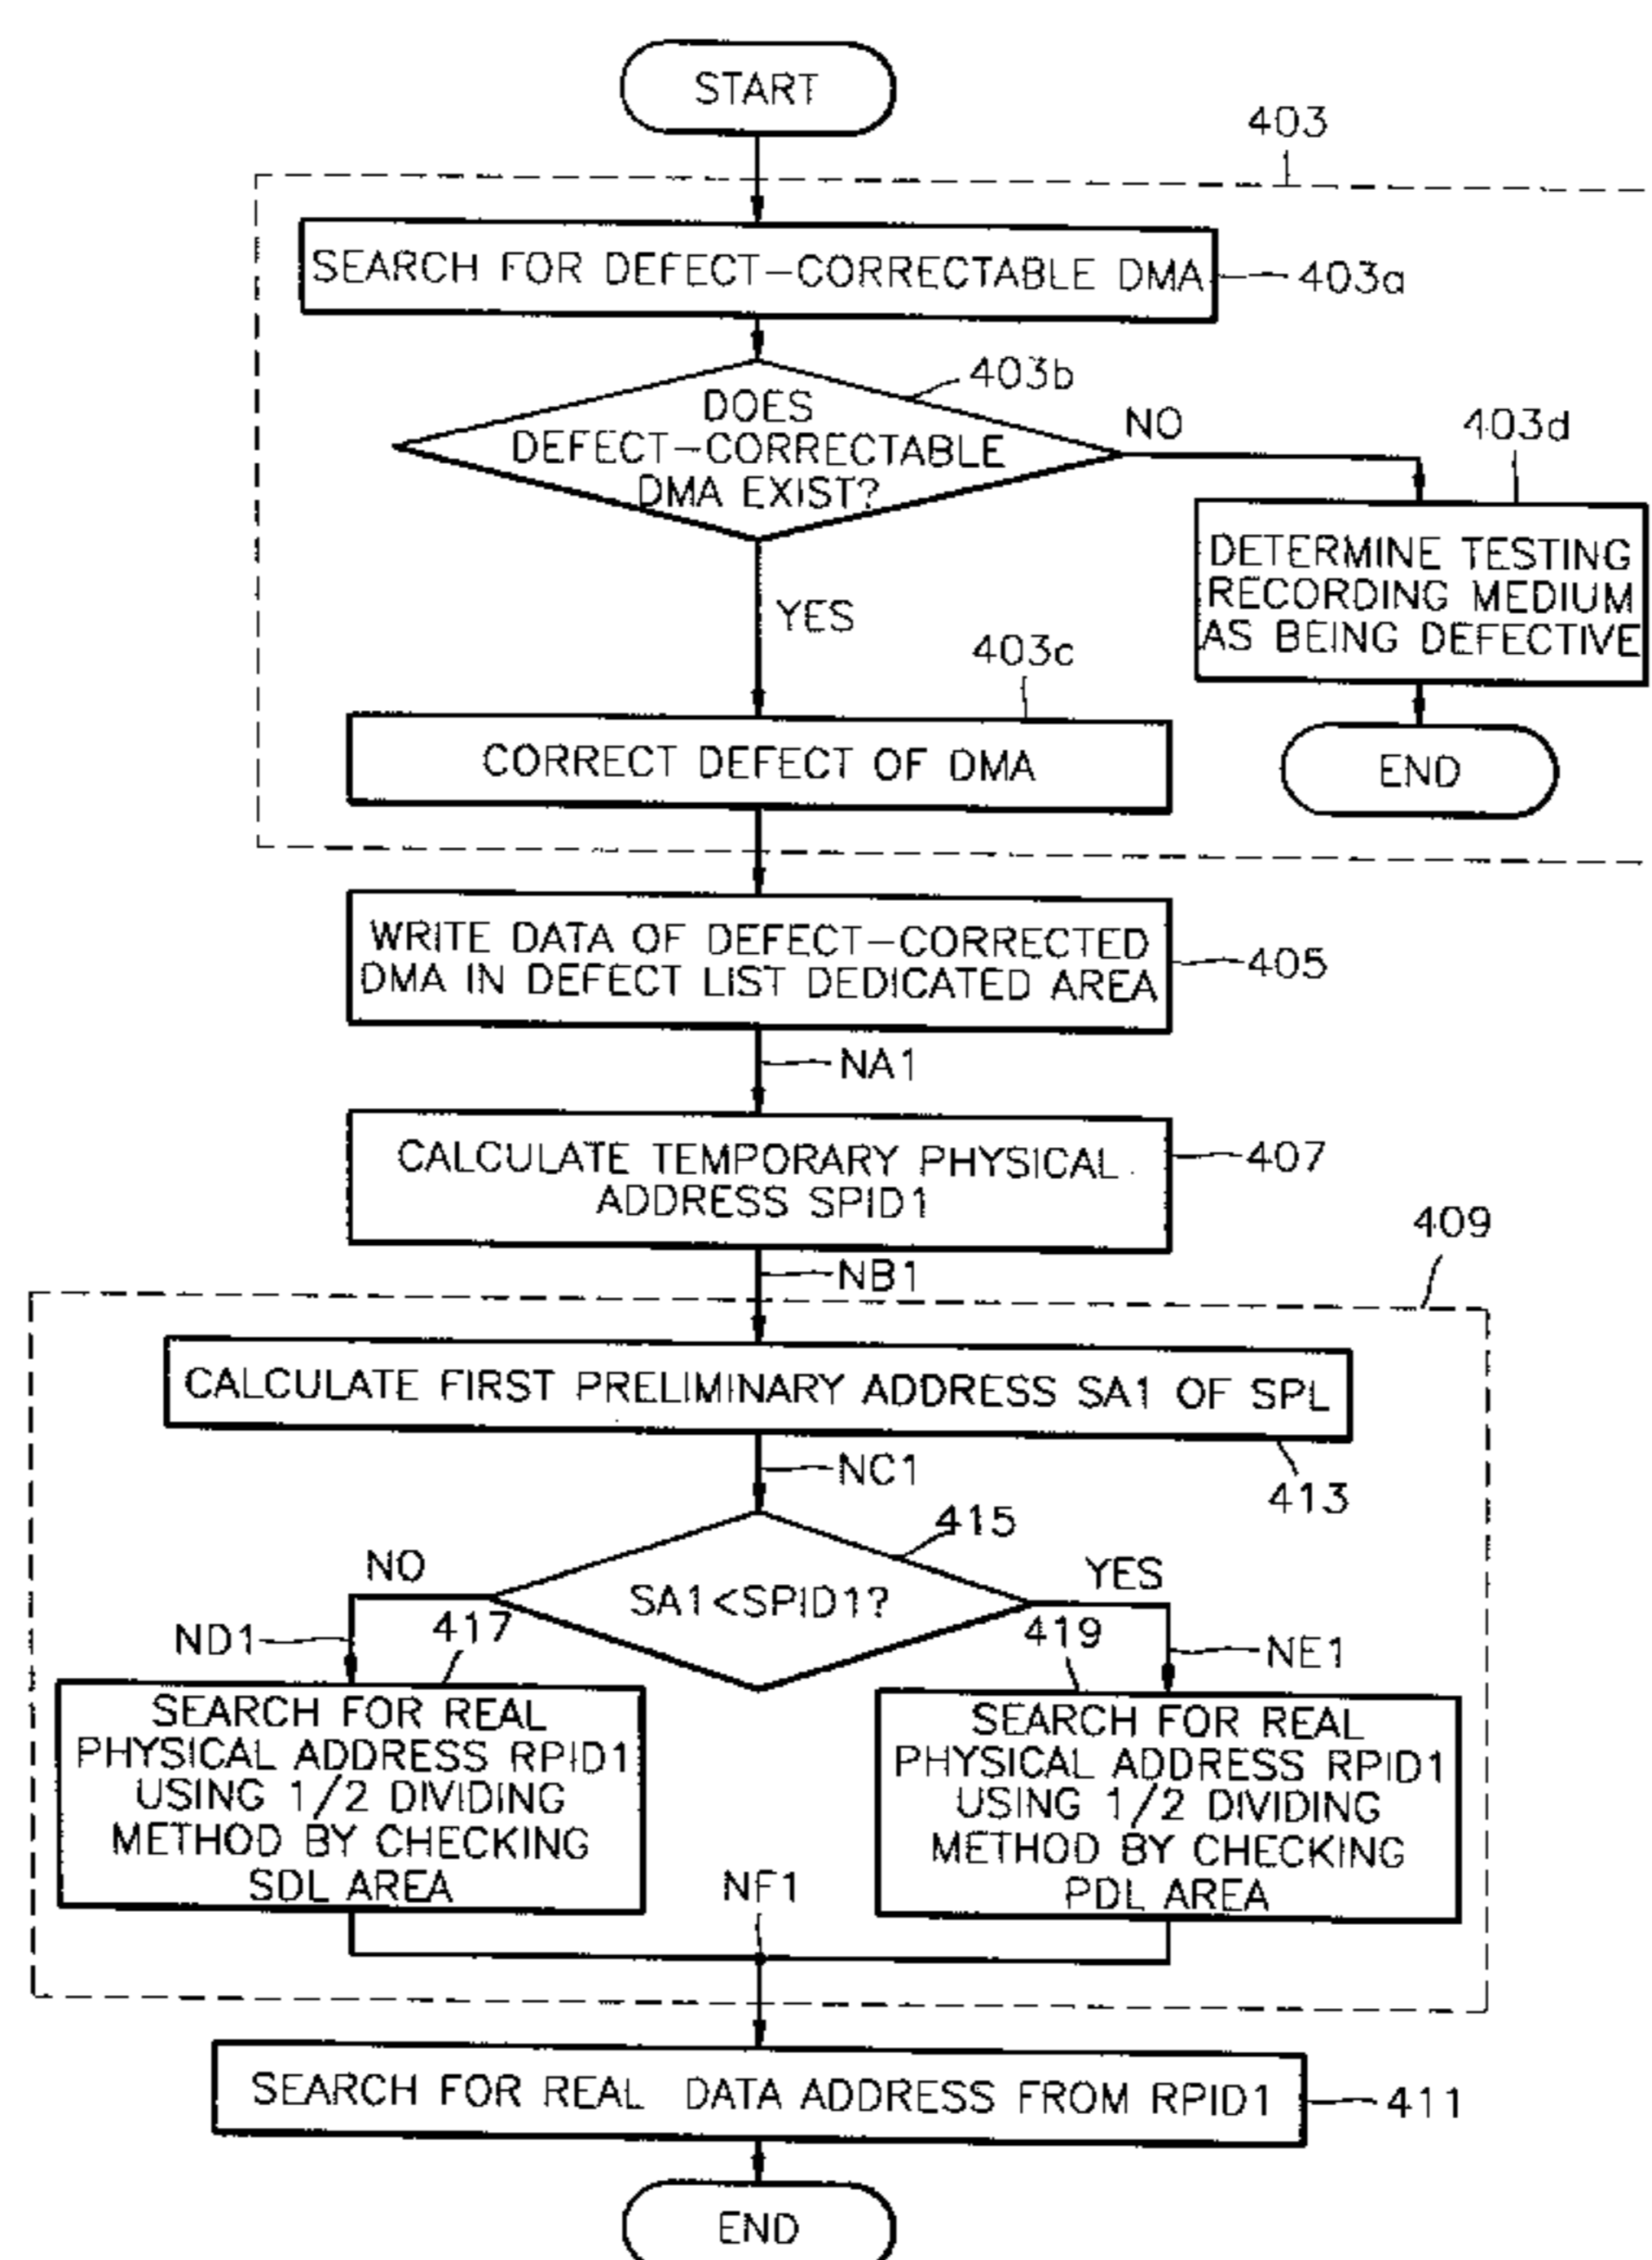 START
403
SEARCH FOR DEFECT-CORRECTABLE DMA
403a
403b
DOES
DEFECT-CORRECTABLE
DMA EXIST?
NO
403d
DETERMINE TESTING
RECORDING MEDIUM
AS BEING DEFECTIVE
YES
403c
CORRECT DEFECT OF DMA
END
WRITE DATA OF DEFECT-CORRECTED
DMA IN DEFECT LIST DEDICATED AREA
405
NA1
CALCULATE TEMPORARY PHYSICAL
ADDRESS SPID1
407
409
NB1
CALCULATE FIRST PRELIMINARY ADDRESS SA1 OF SPL
413
NC1
415
SA1<SPID1?
NO
YES
ND1
417
419
NE1
SEARCH FOR REAL
PHYSICAL ADDRESS RPID1
USING 1/2 DIVIDING
METHOD BY CHECKING
SDL AREA
SEARCH FOR REAL
PHYSICAL ADDRESS RPID1
USING 1/2 DIVIDING
METHOD BY CHECKING
PDL AREA
NF1
SEARCH FOR REAL DATA ADDRESS FROM RPID1
411
END